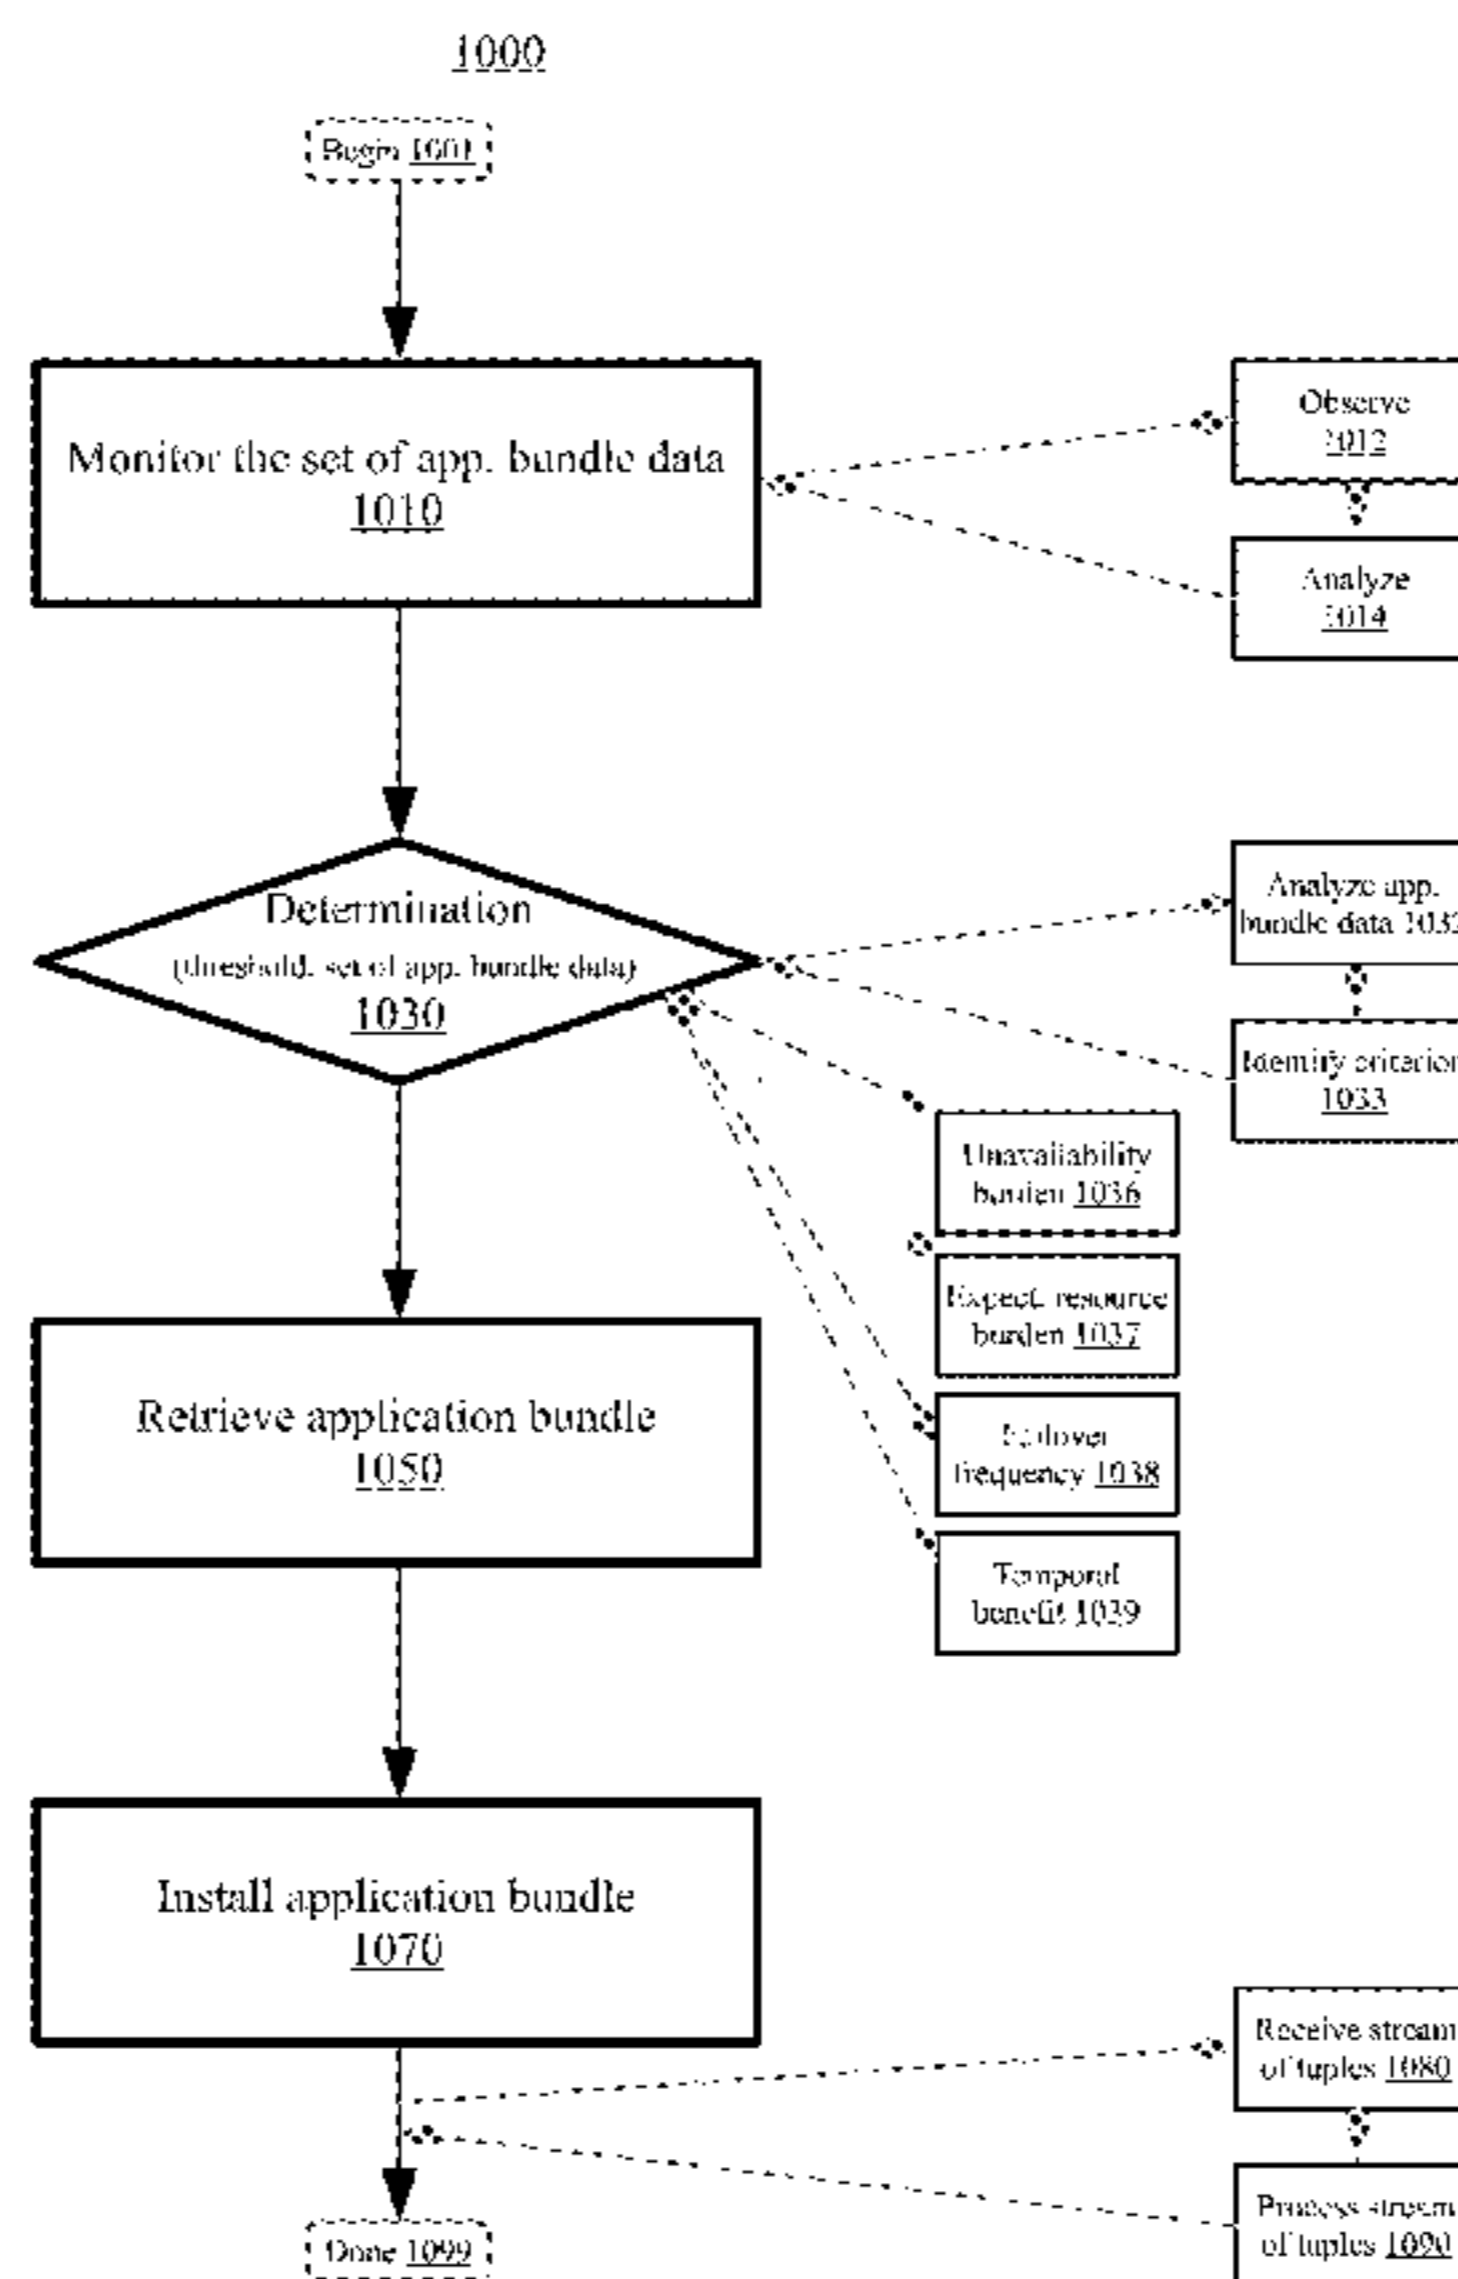 1000
Begin 1001
Monitor the set of app. bundle data
1010
Observe
1012
Analyze
1014
Determination
(threshold, set of app. bundle data)
1030
Analyze app.
bundle data 103
Identify criterion
1033
Unavailability
burden 1036
Expect. resource
burden 1037
Failover
frequency 1038
Temporal
benefit 1039
Retrieve application bundle
1050
Install application bundle
1070
Receive stream
of tuples 1080
Process stream
of tuples 1090
Done 1099